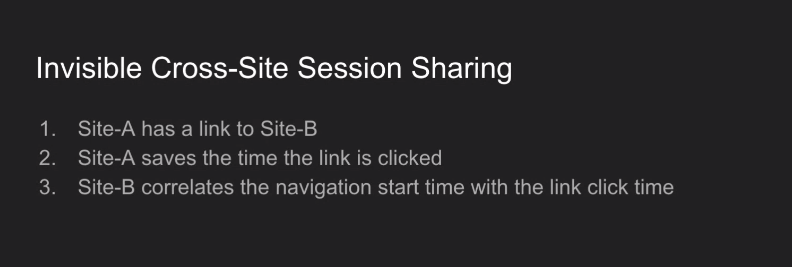 Invisible Cross-Site Session Sharing
1. Site-A has a link to Site-B
2. Site-A saves the time the link is clicked
3. Site-B correlates the navigation start time with the link click time